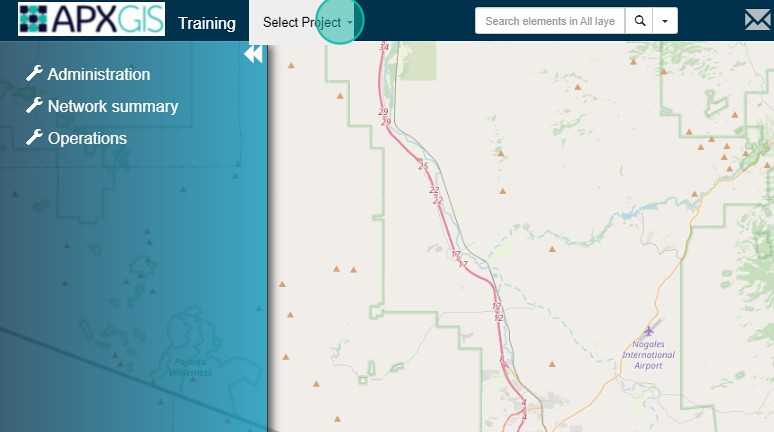 APXGIS
Training
Select Project
Search elements in All laye
Administration
Network summary
Operations
34
29
29
25
22
22
17
17
12
12
8
4
4
Pajarita
Wilderness
Nogales
International
Airport